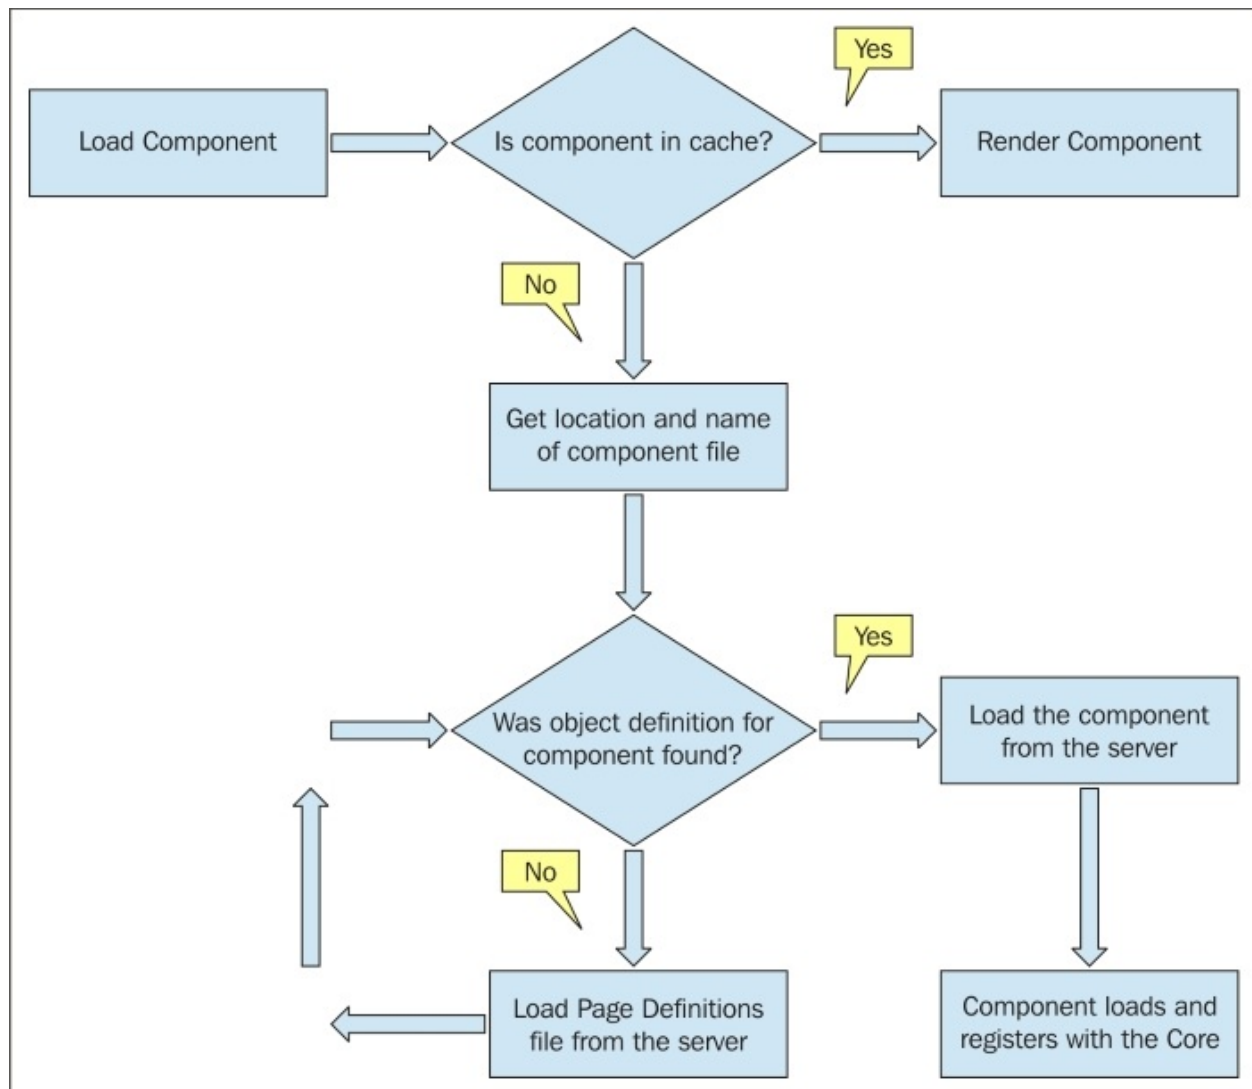 Yes
Load Component
Is component in cache?
Render Component
No
Get location and name
of component file
Yes
Was object definition for
component found?
Load the component
from the server
No
Load Page Definitions
file from the server
Component loads and
registers with the Core